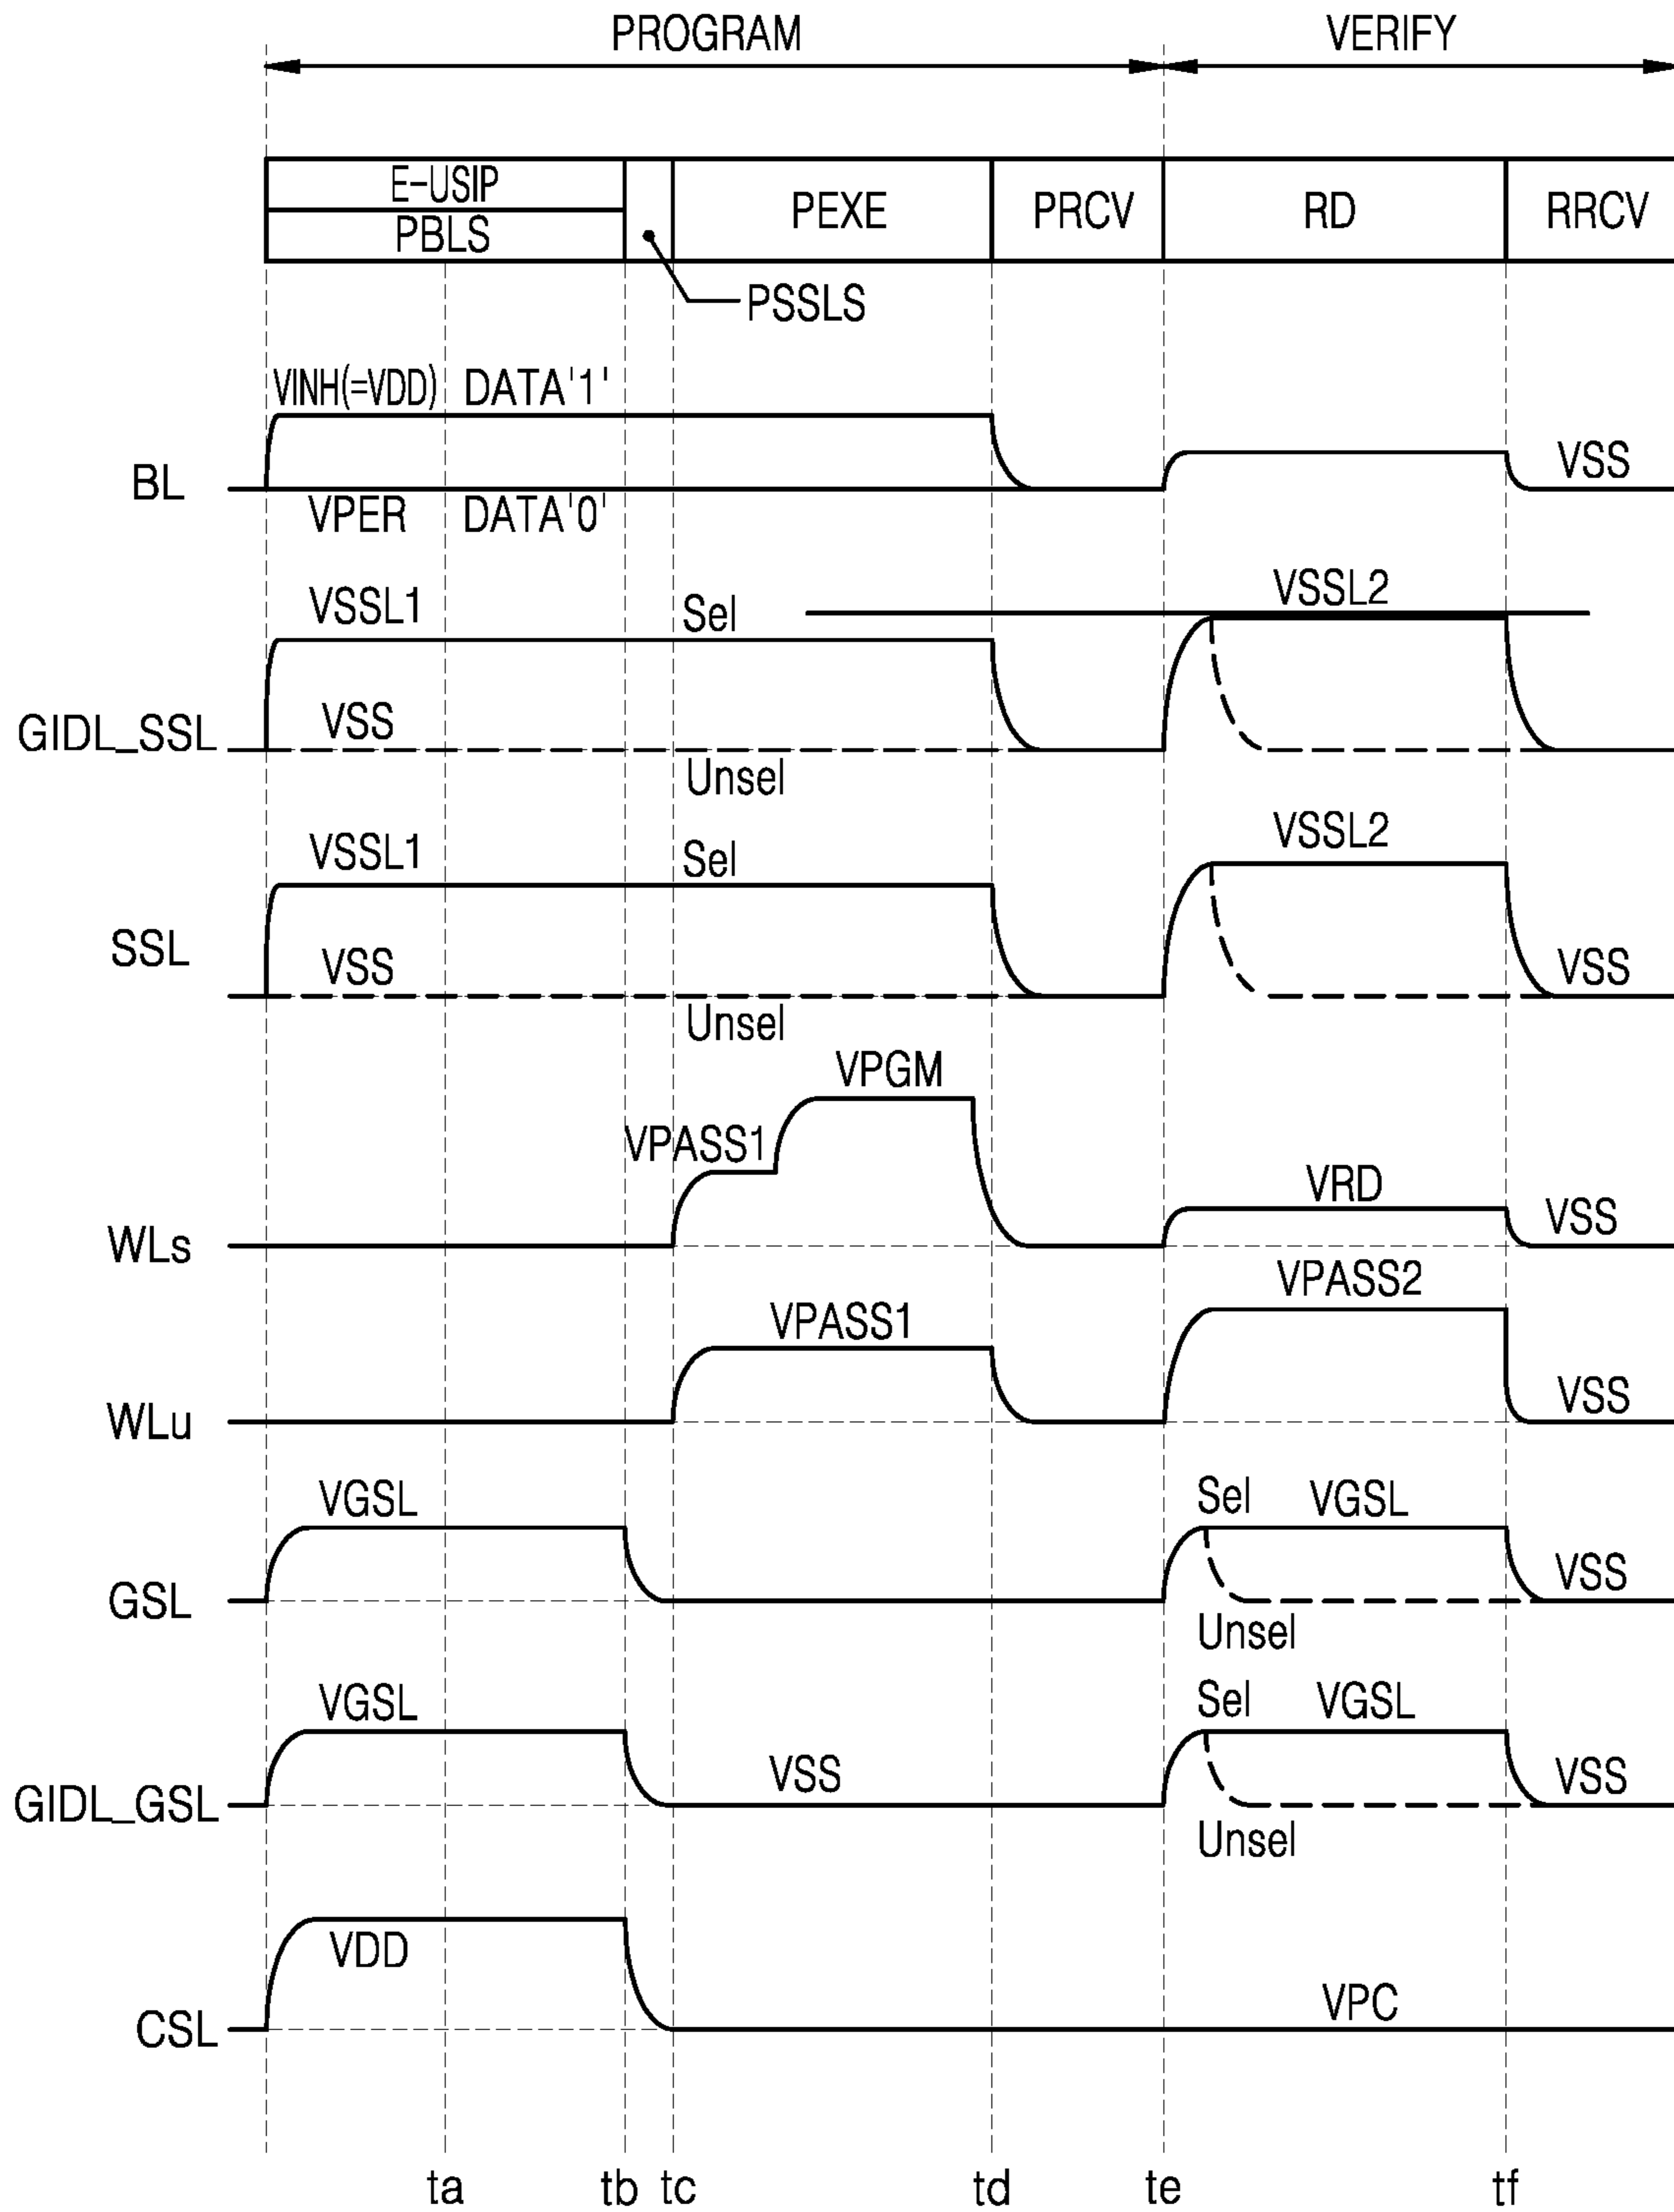 PROGRAM VERIFY
E-USIP
PBLS
PEXE PRCV RD RRCV
PSSLS
VINH(=VDD) DATA'1'
BL VSS
VPER DATA'0'
VSSL1 Sel VSSL2
GIDL_SSL VSS
Unsel
VSSL1 Sel VSSL2
SSL VSS VSS
Unsel
VPGM
VPASS1
WLs VRD VSS
VPASS1 VPASS2
WLu VSS
VGSL Sel VGSL
GSL VSS
Unsel
VGSL Sel VGSL
GIDL_GSL VSS VSS
Unsel
VDD
CSL VPC
ta tb tc td te tf